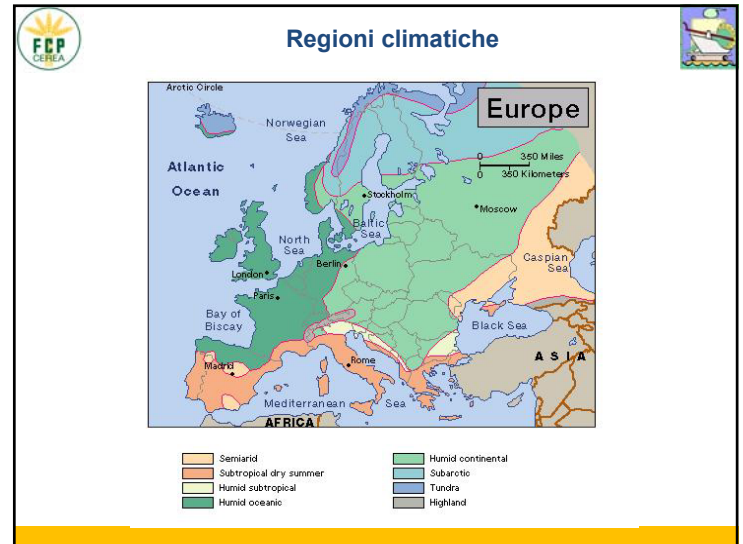 FCP
CEREA
Regioni climatiche
Arctic Circle
Europe
Norwegian
Sea
0 350 Miles
0 350 Kilometers
Atlantic
Ocean
Stockholm
Moscow
Baltic
Sea
North
Sea
Berlin
Caspian
Sea
London
Paris
Bay of
Biscay
Black Sea
ASIA
Madrid
Rome
Mediterranean Sea
AFRICA
Semiarid
Subtropical dry summer
Humid subtropical
Humid oceanic
Humid continental
Subarctic
Tundra
Highland